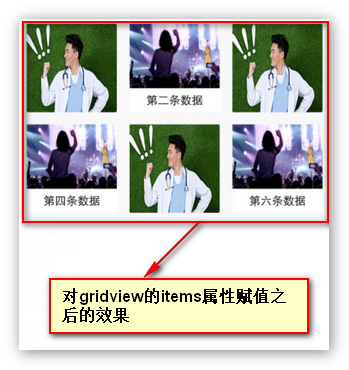 第二条数据
第四条数据
第六条数据
对gridview的items属性赋值之
后的效果